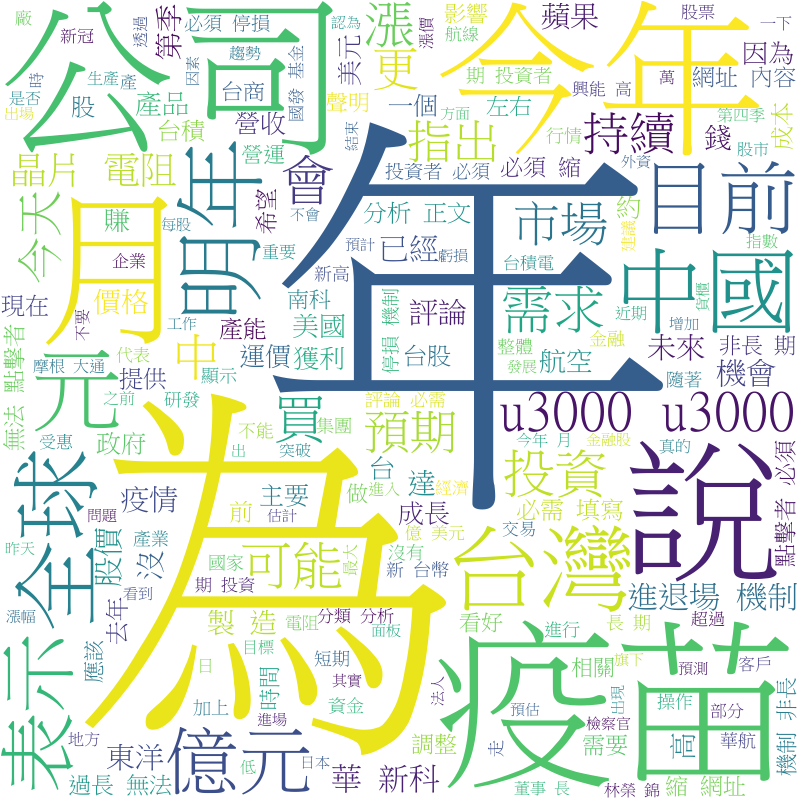 公司
今年
年
為
說
疫苗
月
明年
目前
中國
台灣
全球
表示
億元
元
買
會
漲
更
指出
持續
市場
需求
預期
投資
可能
u3000 u3000
晶片 電阻
價格
股價
疫情
主要
成長
製 造
進退場 機制
機會
未來
航空
評論
已經
分析 正文
美國
獲利
台股
運價
南科
產能
提供
政府
現在
企業
賺
今天
無法 點擊者
摩根 大通
代表
顯示
研發
之前
受惠
問題
昨天
產業
國家
漲幅
看到
應該
去年
沒
地方
東洋
過長 無法
加上
時間
進場
日
目標
低
日本
資金
其實
短期
期 投資
分類 分析
電阻
面板
估計
前
突破
集團
出
不能
評論 必需
台
達
做
進入
經濟
億 美元
沒有
新 台幣
最大
華 新科
調整
法人
走
董事 長
需要
相關
旗下
出現
預估
進行
看好
長 期
超過
預測
客戶
操作
部分
高
檢察官
華航
林榮 錦
縮 網址
機制 非長
點擊者 必須
真的
金融股
今年 月
交易
必需 填寫
隨著
非長 期
增加
近期
貨櫃
金融
整體
發展
台積電
指數
建議
外資
約
虧損
新高
預計
停損 機制
重要
不會
希望
每股
工作
不要
中
營運
營收
台積
台商
聲明
美元
第季
影響
航線
漲價
認為
必須 停損
透過
新冠
廠
時
是否
出場
生產
產
因素
趨勢
國發 基金
股
產品
一個
左右
投資者 必須
必須 縮
方面
結束
行情
期 投資者
興能
高
萬
蘋果
因為
股票
一下
網址 內容
錢
第四季
成本
股市